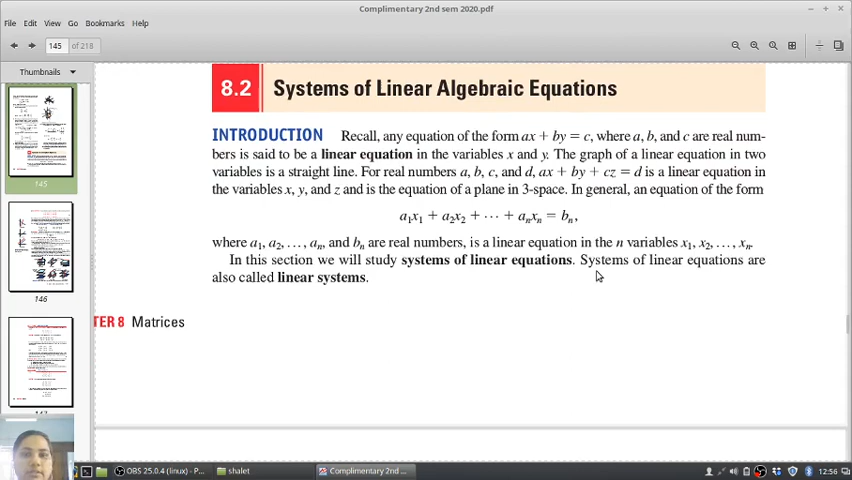 Complimentary 2nd sem 2020.pdf
File Edit View Go Bookmarks Help
145 of 218
Thumbnails
145
146
147
8.2 Systems of Linear Algebraic Equations
INTRODUCTION Recall, any equation of the form ax + by = c, where a, b, and c are real num-
bers is said to be a linear equation in the variables x and y. The graph of a linear equation in two
variables is a straight line. For real numbers a, b, c, and d, ax + by + cz = d is a linear equation in
the variables x, y, and z and is the equation of a plane in 3-space. In general, an equation of the form
a₁x₁ + a₂x₂ + ⋯ + aₙxₙ = bₙ,
where a₁, a₂, …, aₙ, and bₙ are real numbers, is a linear equation in the n variables x₁, x₂, …, xₙ.
In this section we will study systems of linear equations. Systems of linear equations are
also called linear systems.
TER 8 Matrices
OBS 25.0.4 (linux) - P... shalet Complimentary 2nd ... 12:56